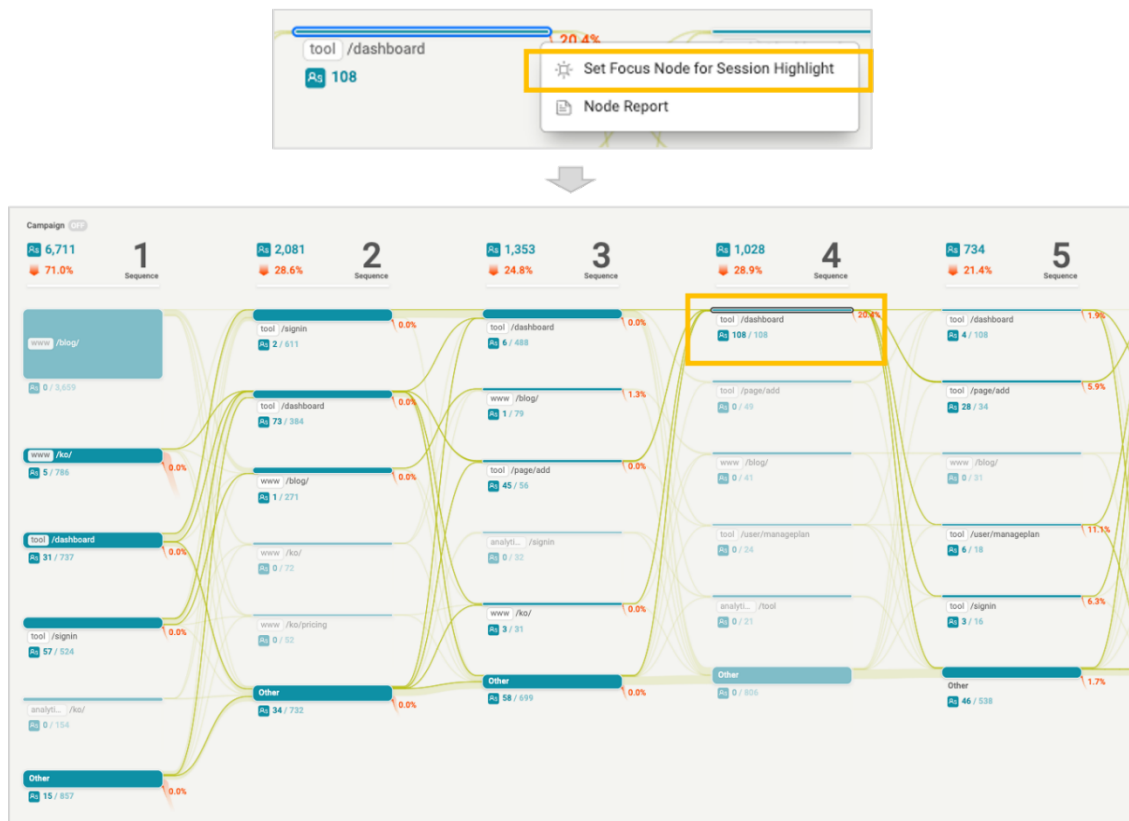 20.4%
tool /dashboard
108
Set Focus Node for Session Highlight
Node Report
Campaign OFF
6,711
71.0%
1
Sequence
2,081
28.6%
2
Sequence
1,353
24.8%
3
Sequence
1,028
28.9%
4
Sequence
734
21.4%
5
Sequence
www /blog/
0 / 3,659
www /ko/
5 / 786
0.0%
tool /dashboard
31 / 737
0.0%
tool /signin
57 / 524
0.0%
analyti... /ko/
0 / 154
Other
15 / 857
0.0%
tool /signin
2 / 611
0.0%
tool /dashboard
73 / 384
0.0%
www /blog/
1 / 271
0.0%
www /ko/
0 / 72
www /ko/pricing
0 / 52
Other
34 / 732
0.0%
tool /dashboard
6 / 488
0.0%
www /blog/
1 / 79
1.3%
tool /page/add
45 / 56
0.0%
analyti... /signin
0 / 32
www /ko/
3 / 31
0.0%
Other
58 / 699
0.0%
tool /dashboard
108 / 108
20.4%
tool /page/add
0 / 49
www /blog/
0 / 41
tool /user/manageplan
0 / 24
analyti... /tool
0 / 21
Other
0 / 806
tool /dashboard
4 / 108
1.9%
tool /page/add
28 / 34
5.9%
www /blog/
0 / 31
tool /user/manageplan
6 / 18
11.1%
tool /signin
3 / 16
6.3%
Other
46 / 538
1.7%